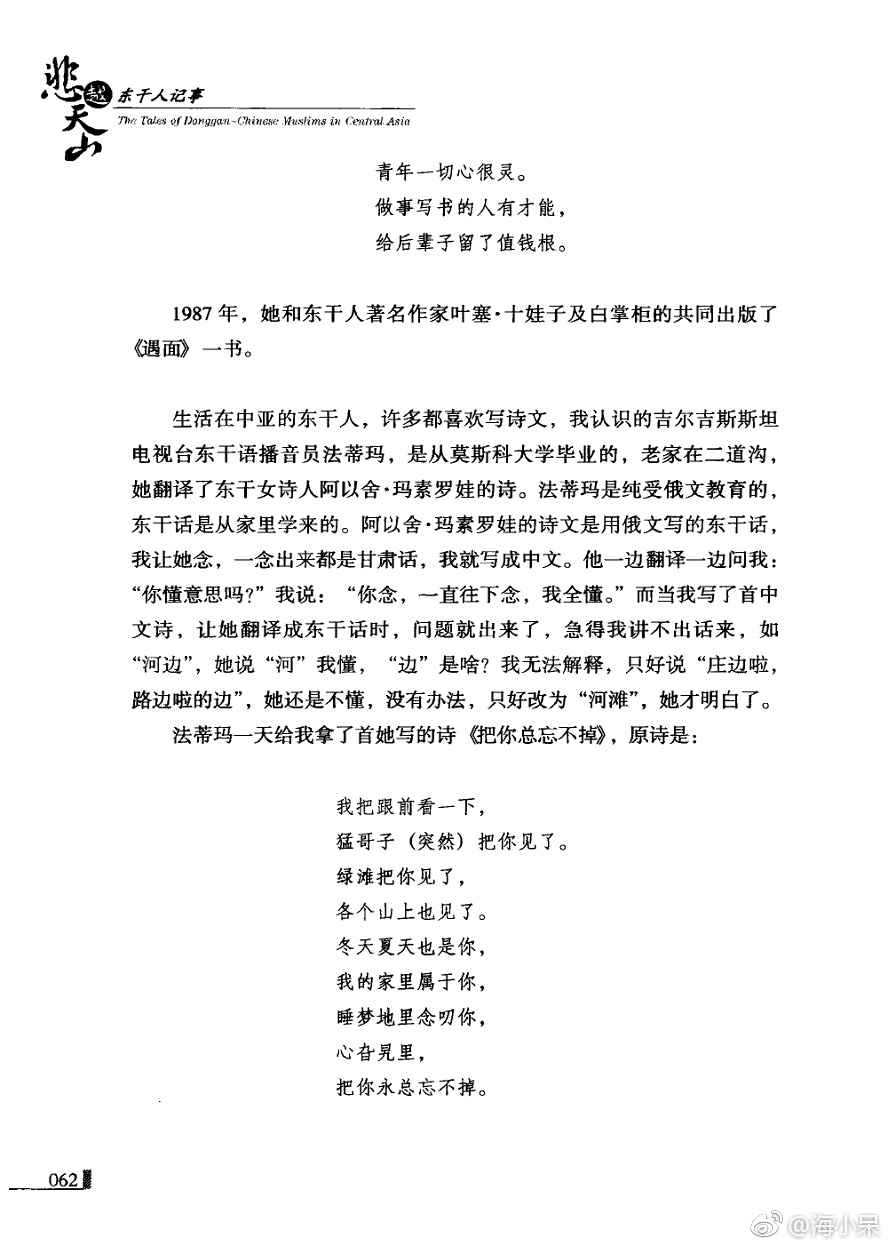 悲越天山 东干人记事
The Tales of Donggan-Chinese Muslims in Central Asia
青年一切心很灵。
做事写书的人有才能，
给后辈子留了值钱根。
1987 年，她和东干人著名作家叶塞·十娃子及白掌柜的共同出版了
《遇面》一书。
生活在中亚的东干人，许多都喜欢写诗文，我认识的吉尔吉斯斯坦
电视台东干语播音员法蒂玛，是从莫斯科大学毕业的，老家在二道沟，
她翻译了东干女诗人阿以舍·玛素罗娃的诗。法蒂玛是纯受俄文教育的，
东干话是从家里学来的。阿以舍·玛素罗娃的诗文是用俄文写的东干话，
我让她念，一念出来都是甘肃话，我就写成中文。他一边翻译一边问我：
“你懂意思吗?”我说：“你念，一直往下念，我全懂。”而当我写了首中
文诗，让她翻译成东干话时，问题就出来了，急得我讲不出话来，如
“河边”，她说“河”我懂，“边”是啥？我无法解释，只好说“庄边啦，
路边啦的边”，她还是不懂，没有办法，只好改为“河滩”，她才明白了。
法蒂玛一天给我拿了首她写的诗《把你总忘不掉》，原诗是：
我把跟前看一下，
猛哥子（突然）把你见了。
绿滩把你见了，
各个山上也见了。
冬天夏天也是你，
我的家里属于你，
睡梦地里念叨你，
心旮旯里，
把你永总忘不掉。
062
@海小呆